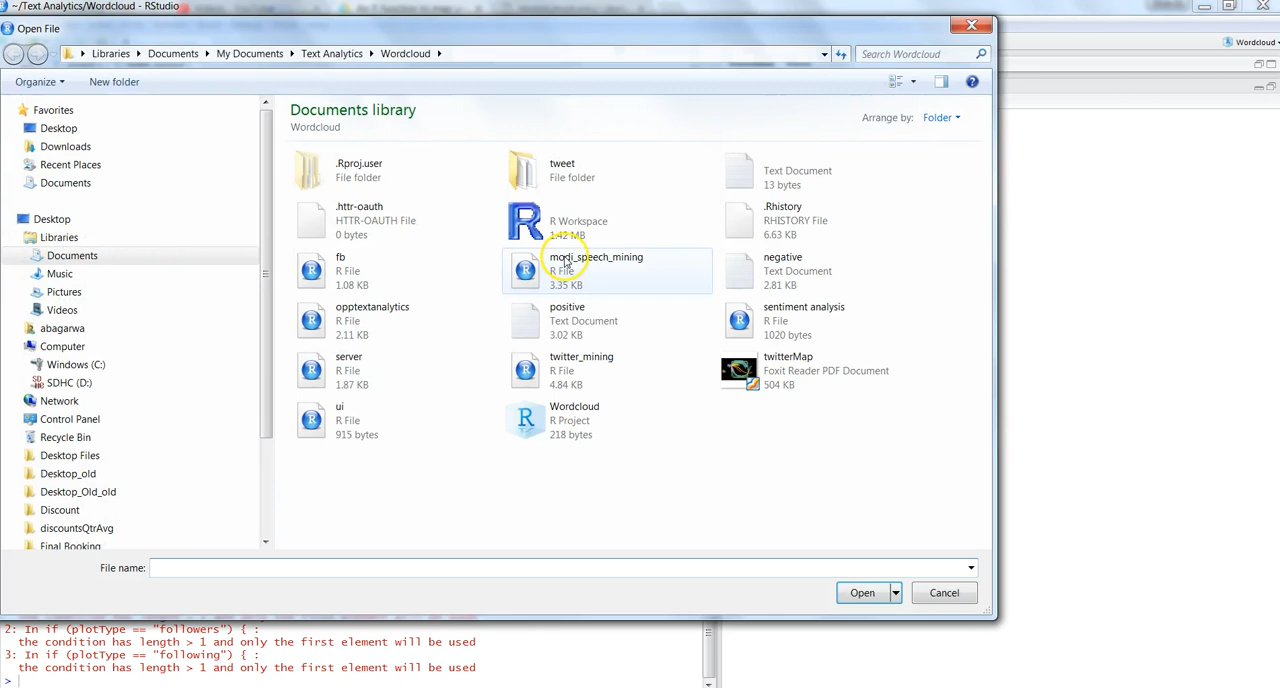 ~/Text Analytics/Wordcloud - RStudio
Open File
Libraries Documents My Documents Text Analytics Wordcloud
Search Wordcloud
Wordcloud
Organize
New folder
Favorites
Desktop
Downloads
Recent Places
Documents
Desktop
Libraries
Documents
Music
Pictures
Videos
abagarwa
Computer
Windows (C:)
SDHC (D:)
Network
Control Panel
Recycle Bin
Desktop Files
Desktop_old
Desktop_Old_old
Discount
discountsQtrAvg
Final Booking
Documents library
Wordcloud
Arrange by: Folder
.Rproj.user
File folder
tweet
File folder
Text Document
13 bytes
.httr-oauth
HTTR-OAUTH File
0 bytes
R Workspace
1.42 MB
.Rhistory
RHISTORY File
6.63 KB
fb
R File
1.08 KB
modi_speech_mining
R File
3.35 KB
negative
Text Document
2.81 KB
opptextanalytics
R File
2.11 KB
positive
Text Document
3.02 KB
sentiment analysis
R File
1020 bytes
server
R File
1.87 KB
twitter_mining
R File
4.84 KB
twitterMap
Foxit Reader PDF Document
504 KB
ui
R File
915 bytes
Wordcloud
R Project
218 bytes
File name:
Open
Cancel
2: In if (plotType == "followers") { :
the condition has length > 1 and only the first element will be used
3: In if (plotType == "following") { :
the condition has length > 1 and only the first element will be used
>